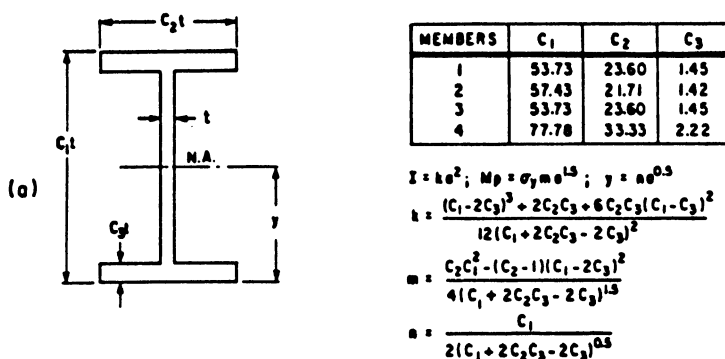 C₂t
C₁t
t
N.A.
(a)
y
C₃t
MEMBERS C₁ C₂ C₃
1 53.73 23.60 1.45
2 57.43 21.71 1.42
3 53.73 23.60 1.45
4 77.78 33.33 2.22
I = ka²; Mp = σ_y m a^1.5; y = na^0.5
k = ((C₁-2C₃)³ + 2C₂C₃ + 6C₂C₃(C₁-C₃)²) / (12(C₁+2C₂C₃-2C₃)²)
m = (C₂C₁²-(C₂-1)(C₁-2C₃)²) / (4(C₁+2C₂C₃-2C₃)^1.5)
n = C₁ / (2(C₁+2C₂C₃-2C₃)^0.5)